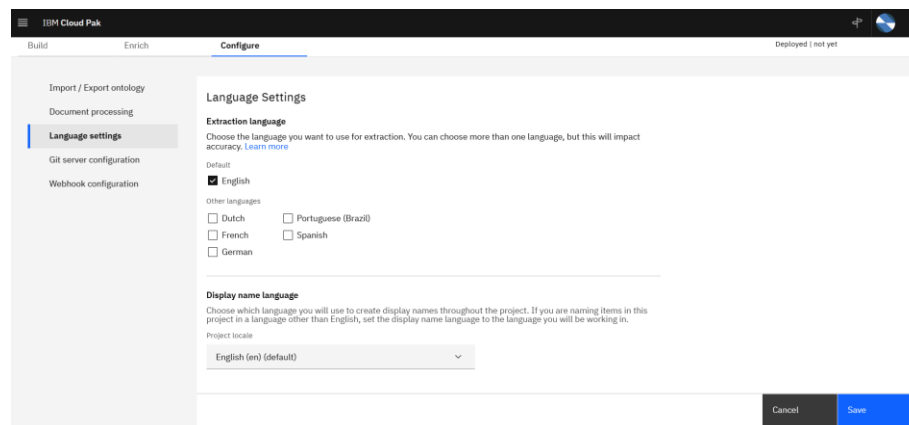 IBM Cloud Pak
Build Enrich Configure Deployed | not yet
Import / Export ontology
Document processing
Language settings
Git server configuration
Webhook configuration
Language Settings
Extraction language
Choose the language you want to use for extraction. You can choose more than one language, but this will impact
accuracy. Learn more
Default
English
Other languages
Dutch Portuguese (Brazil)
French Spanish
German
Display name language
Choose which language you will use to create display names throughout the project. If you are naming items in this
project in a language other than English, set the display name language to the language you will be working in.
Project locale
English (en) (default)
Cancel Save